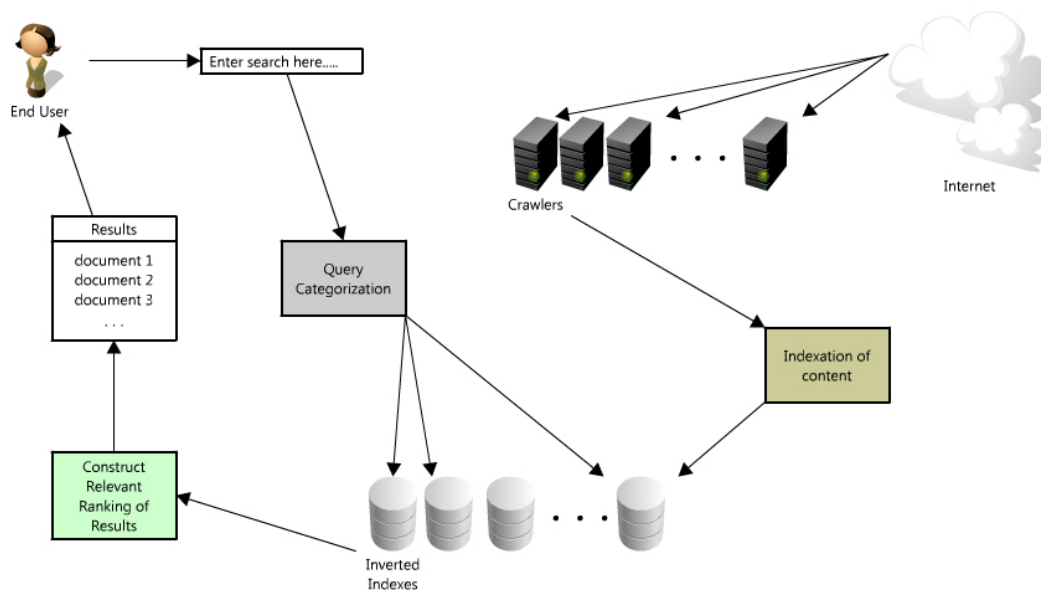 Enter search here.....
End User
Internet
Crawlers
Results
document 1
document 2
document 3
. . .
Query
Categorization
Indexation of
content
Construct
Relevant
Ranking of
Results
Inverted
Indexes